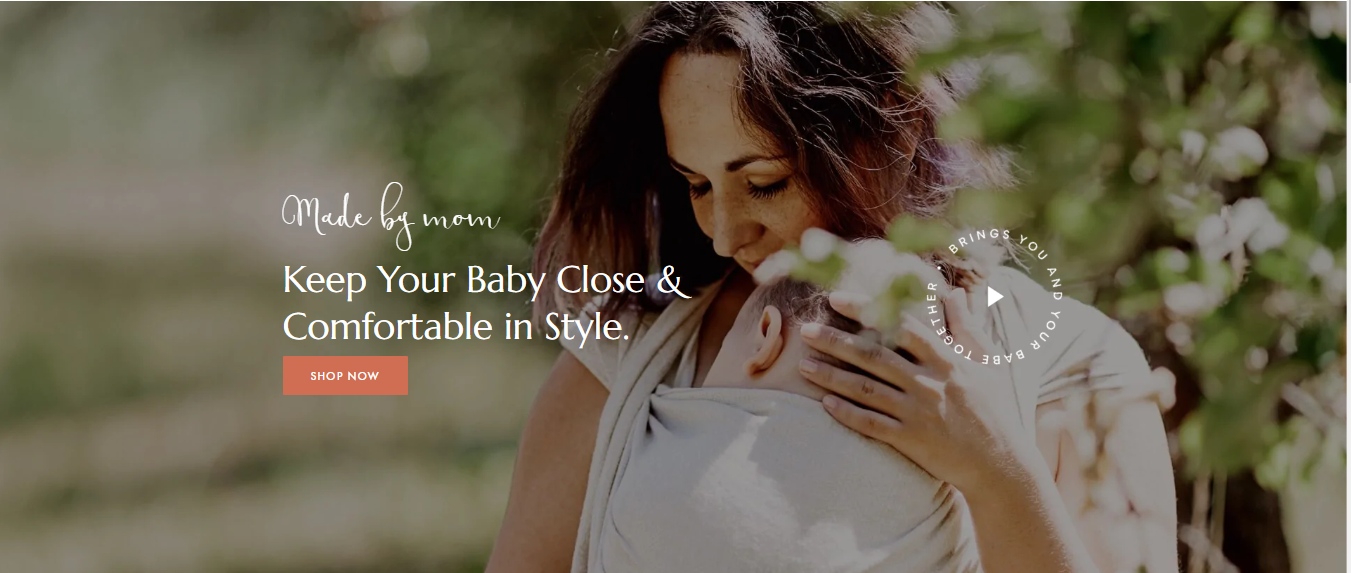 Made by mom
Keep Your Baby Close &
Comfortable in Style.
SHOP NOW
BRINGS YOU AND YOUR BABE TOGETHER •